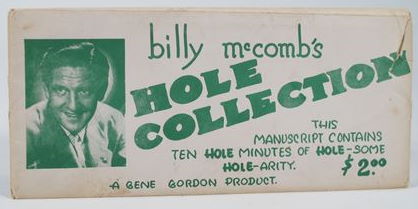 billy mccomb's
HOLE
COLLECTION
THIS
MANUSCRIPT CONTAINS
TEN HOLE MINUTES OF HOLE-SOME
HOLE-ARITY.
$2.00
A GENE GORDON PRODUCT.